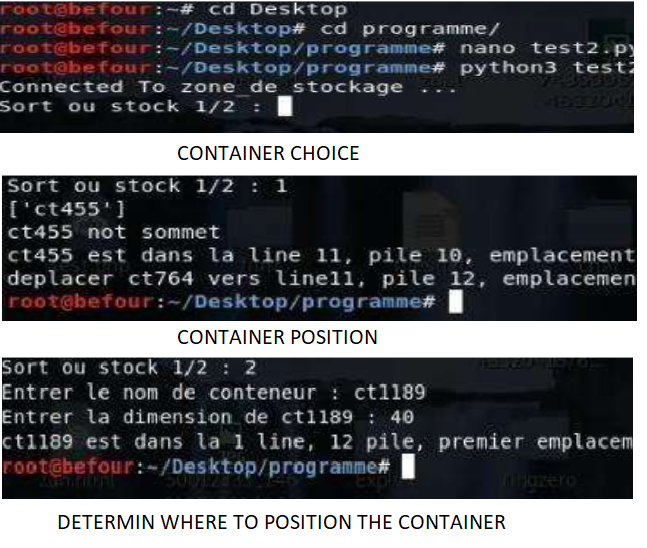 root@befour:~# cd Desktop
root@befour:~/Desktop# cd programme/
root@befour:~/Desktop/programme# nano test2.py
root@befour:~/Desktop/programme# python3 test2
Connected To zone de stockage ...
Sort ou stock 1/2 :
CONTAINER CHOICE
Sort ou stock 1/2 : 1
['ct455']
ct455 not sommet
ct455 est dans la line 11, pile 10, emplacement
deplacer ct764 vers line11, pile 12, emplacemen
root@befour:~/Desktop/programme#
CONTAINER POSITION
Sort ou stock 1/2 : 2
Entrer le nom de conteneur : ct1189
Entrer la dimension de ct1189 : 40
ct1189 est dans la 1 line, 12 pile, premier emplacem
root@befour:~/Desktop/programme#
DETERMIN WHERE TO POSITION THE CONTAINER